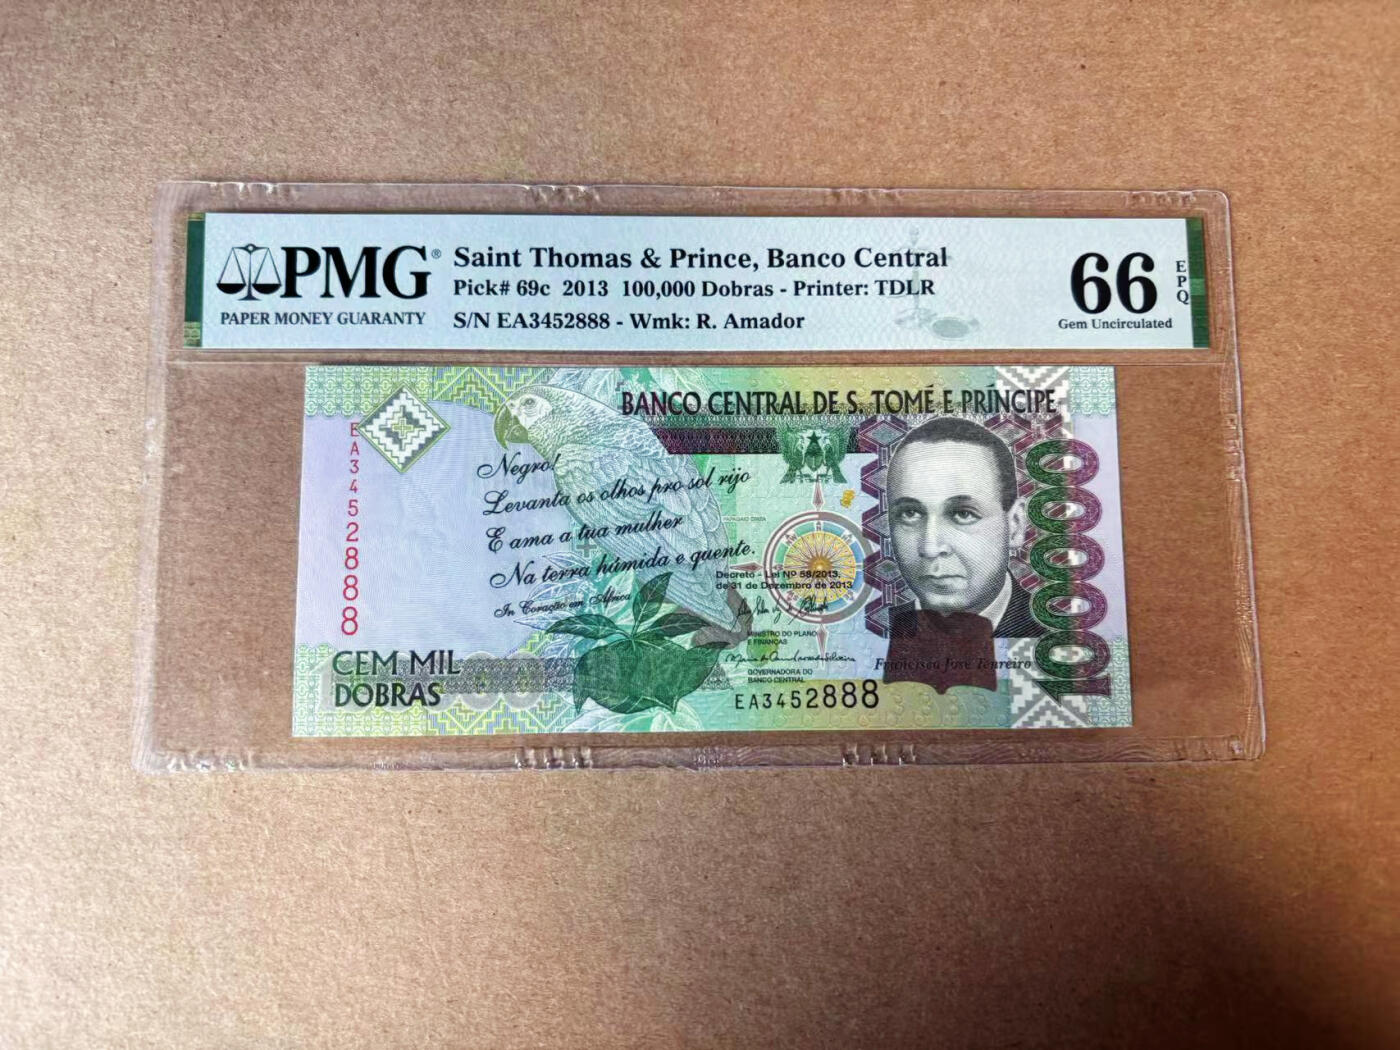 PMG®
PAPER MONEY GUARANTY
Saint Thomas & Prince, Banco Central
Pick# 69c 2013 100,000 Dobras - Printer: TDLR
S/N EA3452888 - Wmk: R. Amador
66
EPQ
Gem Uncirculated
BANCO CENTRAL DE S. TOMÉ E PRÍNCIPE
EA3452888
Negro!
Levanta os olhos pro sol rijo
E ama a tua mulher
Na terra húmida e quente.
In Coração em África
PAPAGAIO CINZA
Decreto - Lei Nº 58/2013,
de 31 de Dezembro de 2013
MINISTRO DO PLANO
E FINANÇAS
GOVERNADORA DO
BANCO CENTRAL
Francisco José Tenreiro
100000
CEM MIL
DOBRAS
EA3452888